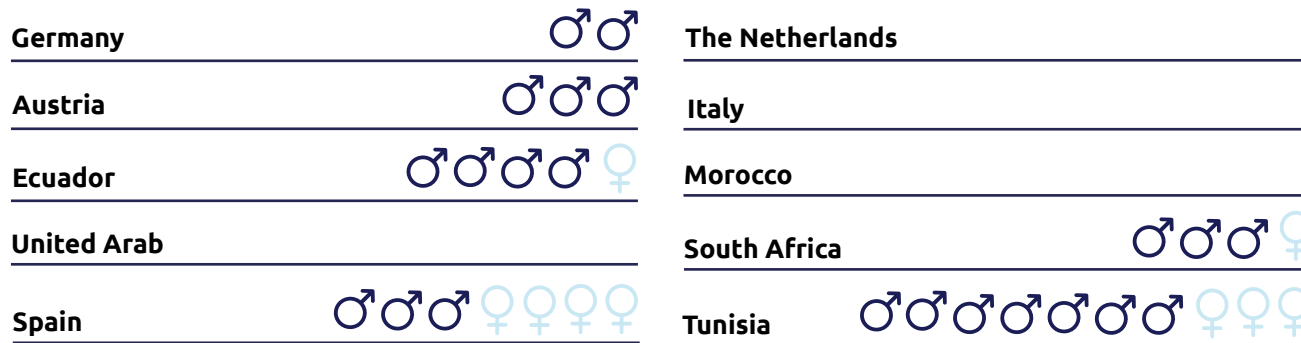 Germany
Austria
Ecuador
United Arab
Spain
The Netherlands
Italy
Morocco
South Africa
Tunisia